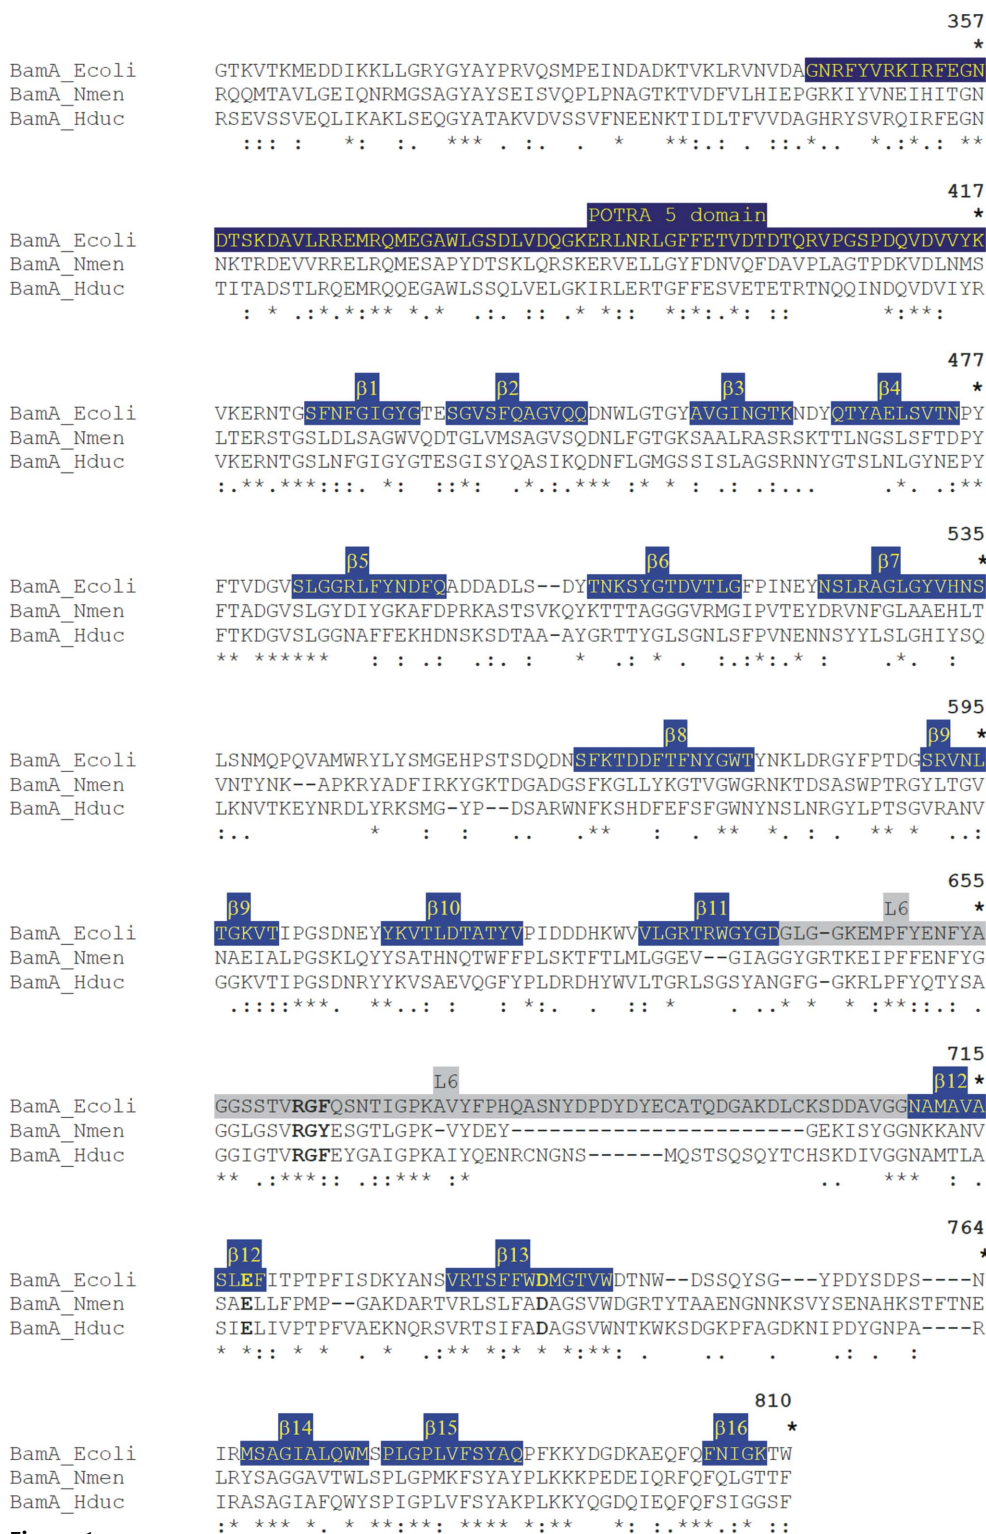 357
*
BamA_Ecoli GTKVTKMEDDIKKLLGRYGYAYPRVQSMPEINDADKTVKLRVNVDAGNRFYVRKIRFEGN
BamA_Nmen RQQMTAVLGEIQNRMGSAGYAYSEISVQPLPNAGTKTVDFVLHIEPGRKIYVNEIHITGN
BamA_Hduc RSEVSSVEQLIKAKLSEQGYATAKVDVSSVFNEENKTIDLTFVVDAGHRYSVRQIRFEGN
::: : *: :. *** . :. . * **:.: . ::.*.. *.:*.: **
417
POTRA 5 domain *
BamA_Ecoli DTSKDAVLRREMRQMEGAWLGSDLVDQGKERLNRLGFFETVDTDTQRVPGSPDQVDVVYK
BamA_Nmen NKTRDEVVRRELRQMESAPYDTSKLQRSKERVELLGYFDNVQFDAVPLAGTPDKVDLNMS
BamA_Hduc TITADSTLRQEMRQQEGAWLSSQLVELGKIRLERTGFFESVETETRTNQQINDQVDVIYR
: * .:*.*:** *.* .:. :: .* *:: *:*:.*: :: *:**:
477
β1 β2 β3 β4 *
BamA_Ecoli VKERNTGSFNFGIGYGTESGVSFQAGVQQDNWLGTGYAVGINGTKNDYQTYAELSVTNPY
BamA_Nmen LTERSTGSLDLSAGWVQDTGLVMSAGVSQDNLFGTGKSAALRASRSKTTLNGSLSFTDPY
BamA_Hduc VKERNTGSLNFGIGYGTESGISYQASIKQDNFLGMGSSISLAGSRNNYGTSLNLGYNEPY
:.**.***:::. *: ::*: .*.:.*** :* * : .:... .*. .:**
535
β5 β6 β7 *
BamA_Ecoli FTVDGVSLGGRLFYNDFQADDADLS--DYTNKSYGTDVTLGFPINEYNSLRAGLGYVHNS
BamA_Nmen FTADGVSLGYDIYGKAFDPRKASTSVKQYKTTTAGGGVRMGIPVTEYDRVNFGLAAEHLT
BamA_Hduc FTKDGVSLGGNAFFEKHDNSKSDTAA-AYGRTTYGLSGNLSFPVNENNSYYLSLGHIYSQ
** ****** : : .: .:. : * .: * . :.:*:.* : .*. :
595
β8 β9 *
BamA_Ecoli LSNMQPQVAMWRYLYSMGEHPSTSDQDNSFKTDDFTFNYGWTYNKLDRGYFPTDGSRVNL
BamA_Nmen VNTYNK--APKRYADFIRKYGKTDGADGSFKGLLYKGTVGWGRNKTDSASWPTRGYLTGV
BamA_Hduc LKNVTKEYNRDLYRKSMG-YP--DSARWNFKSHDFEFSFGWNYNSLNRGYLPTSGVRANV
:.. * : : .. .** : . ** *. : . ** * ..:
655
β9 β10 β11 L6 *
BamA_Ecoli TGKVTIPGSDNEYYKVTLDTATYVPIDDDHKWVVLGRTRWGYGDGLG-GKEMPFYENFYA
BamA_Nmen NAEIALPGSKLQYYSATHNQTWFFPLSKTFTLMLGGEV--GIAGGYGRTKEIPFFENFYG
BamA_Hduc GGKVTIPGSDNRYYKVSAEVQGFYPLDRDHYWVLTGRLSGSYANGFG-GKRLPFYQTYSA
.::::***. **..: : : *:. . :: * . ..* * * :**::.: .
715
L6 β12 *
BamA_Ecoli GGSSTVRGFQSNTIGPKAVYFPHQASNYDPDYDYECATQDGAKDLCKSDDAVGGNAMAVA
BamA_Nmen GGLGSVRGYESGTLGPK-VYDEY-----------------------GEKISYGGNKKANV
BamA_Hduc GGIGTVRGFEYGAIGPKAIYQENRCNGNS------MQSTSQSQYTCHSKDIVGGNAMTLA
** .:***:: .::*** :* .. *** : .
764
β12 β13 *
BamA_Ecoli SLEFITPTPFISDKYANSVRTSFFWDMGTVWDTNW--DSSQYSG---YPDYSDPS----N
BamA_Nmen SAELLFPMP--GAKDARTVRLSLFADAGSVWDGRTYTAAENGNNKSVYSENAHKSTFTNE
BamA_Hduc SIELIVPTPFVAEKNQRSVRTSIFADAGSVWNTKWKSDGKPFAGDKNIPDYGNPA----R
* *:: * * . * .:** *:* * *:**: . .. . .: . :
810
β14 β15 β16 *
BamA_Ecoli IRMSAGIALQWMSPLGPLVFSYAQPFKKYDGDKAEQFQFNIGKTW
BamA_Nmen LRYSAGGAVTWLSPLGPMKFSYAYPLKKKPEDEIQRFQFQLGTTF
BamA_Hduc IRASAGIAFQWYSPIGPLVFSYAKPLKKYQGDQIEQFQFSIGGSF
:* *** *. * **:**: **** *:** *: :.***.:* ::